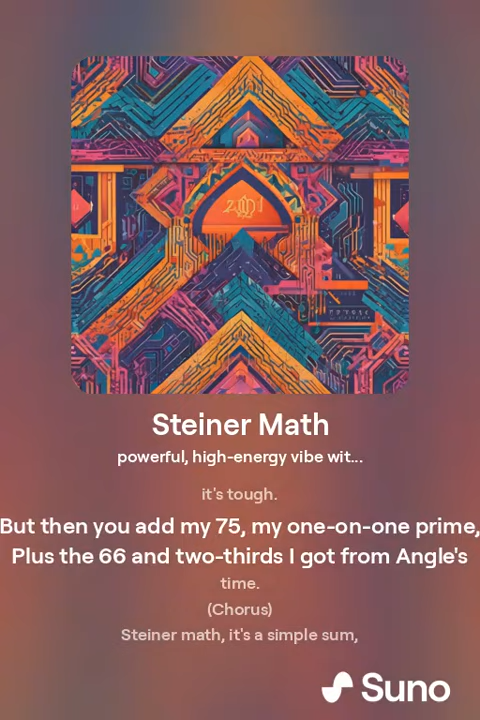 Steiner Math
powerful, high-energy vibe wit...
it's tough.
But then you add my 75, my one-on-one prime,
Plus the 66 and two-thirds I got from Angle's
time.
(Chorus)
Steiner math, it's a simple sum,
Suno